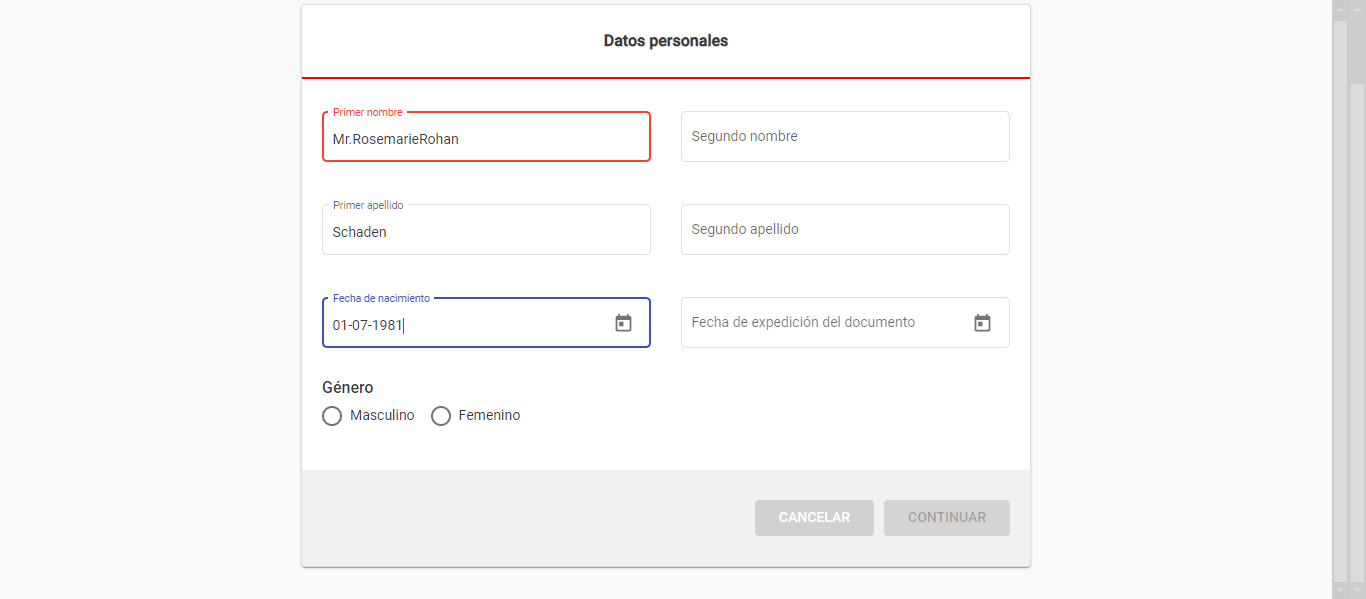 Datos personales
Primer nombre
Mr.RosemarieRohan
Segundo nombre
Primer apellido
Schaden
Segundo apellido
Fecha de nacimiento
01-07-1981
Fecha de expedición del documento
Género
Masculino
Femenino
CANCELAR
CONTINUAR